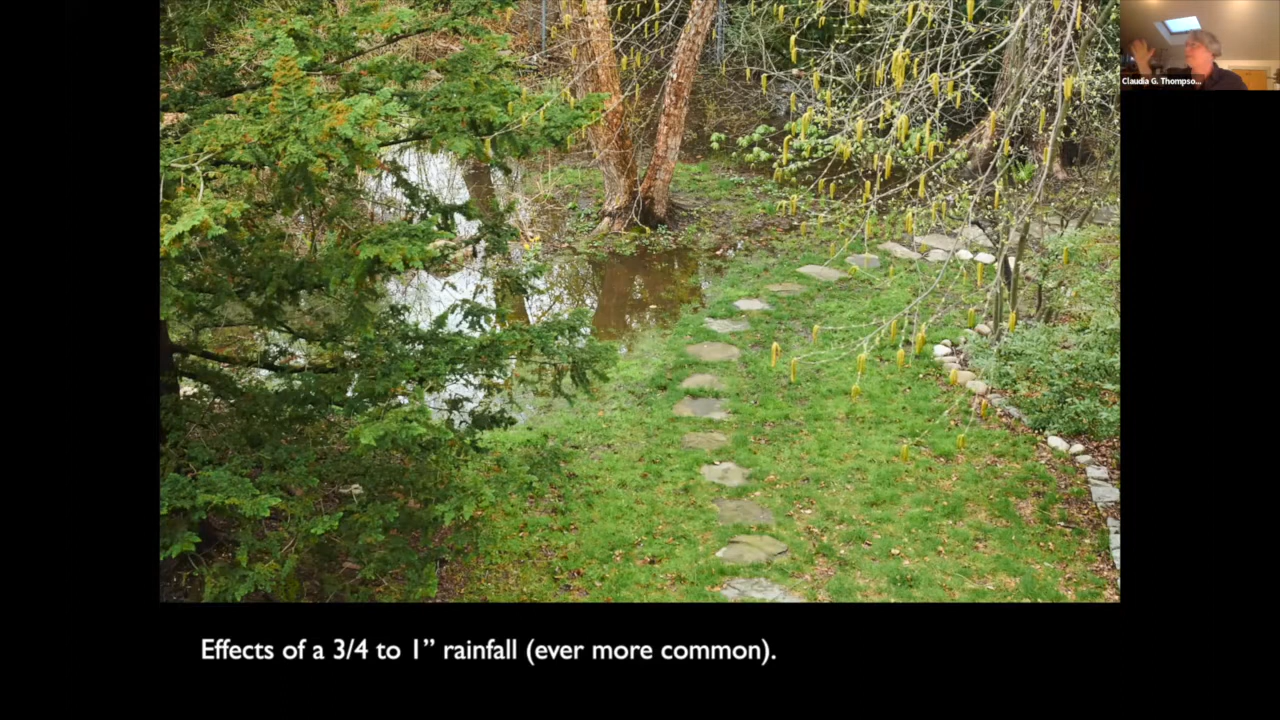 Claudia G. Thompso...
Effects of a 3/4 to 1” rainfall (ever more common).